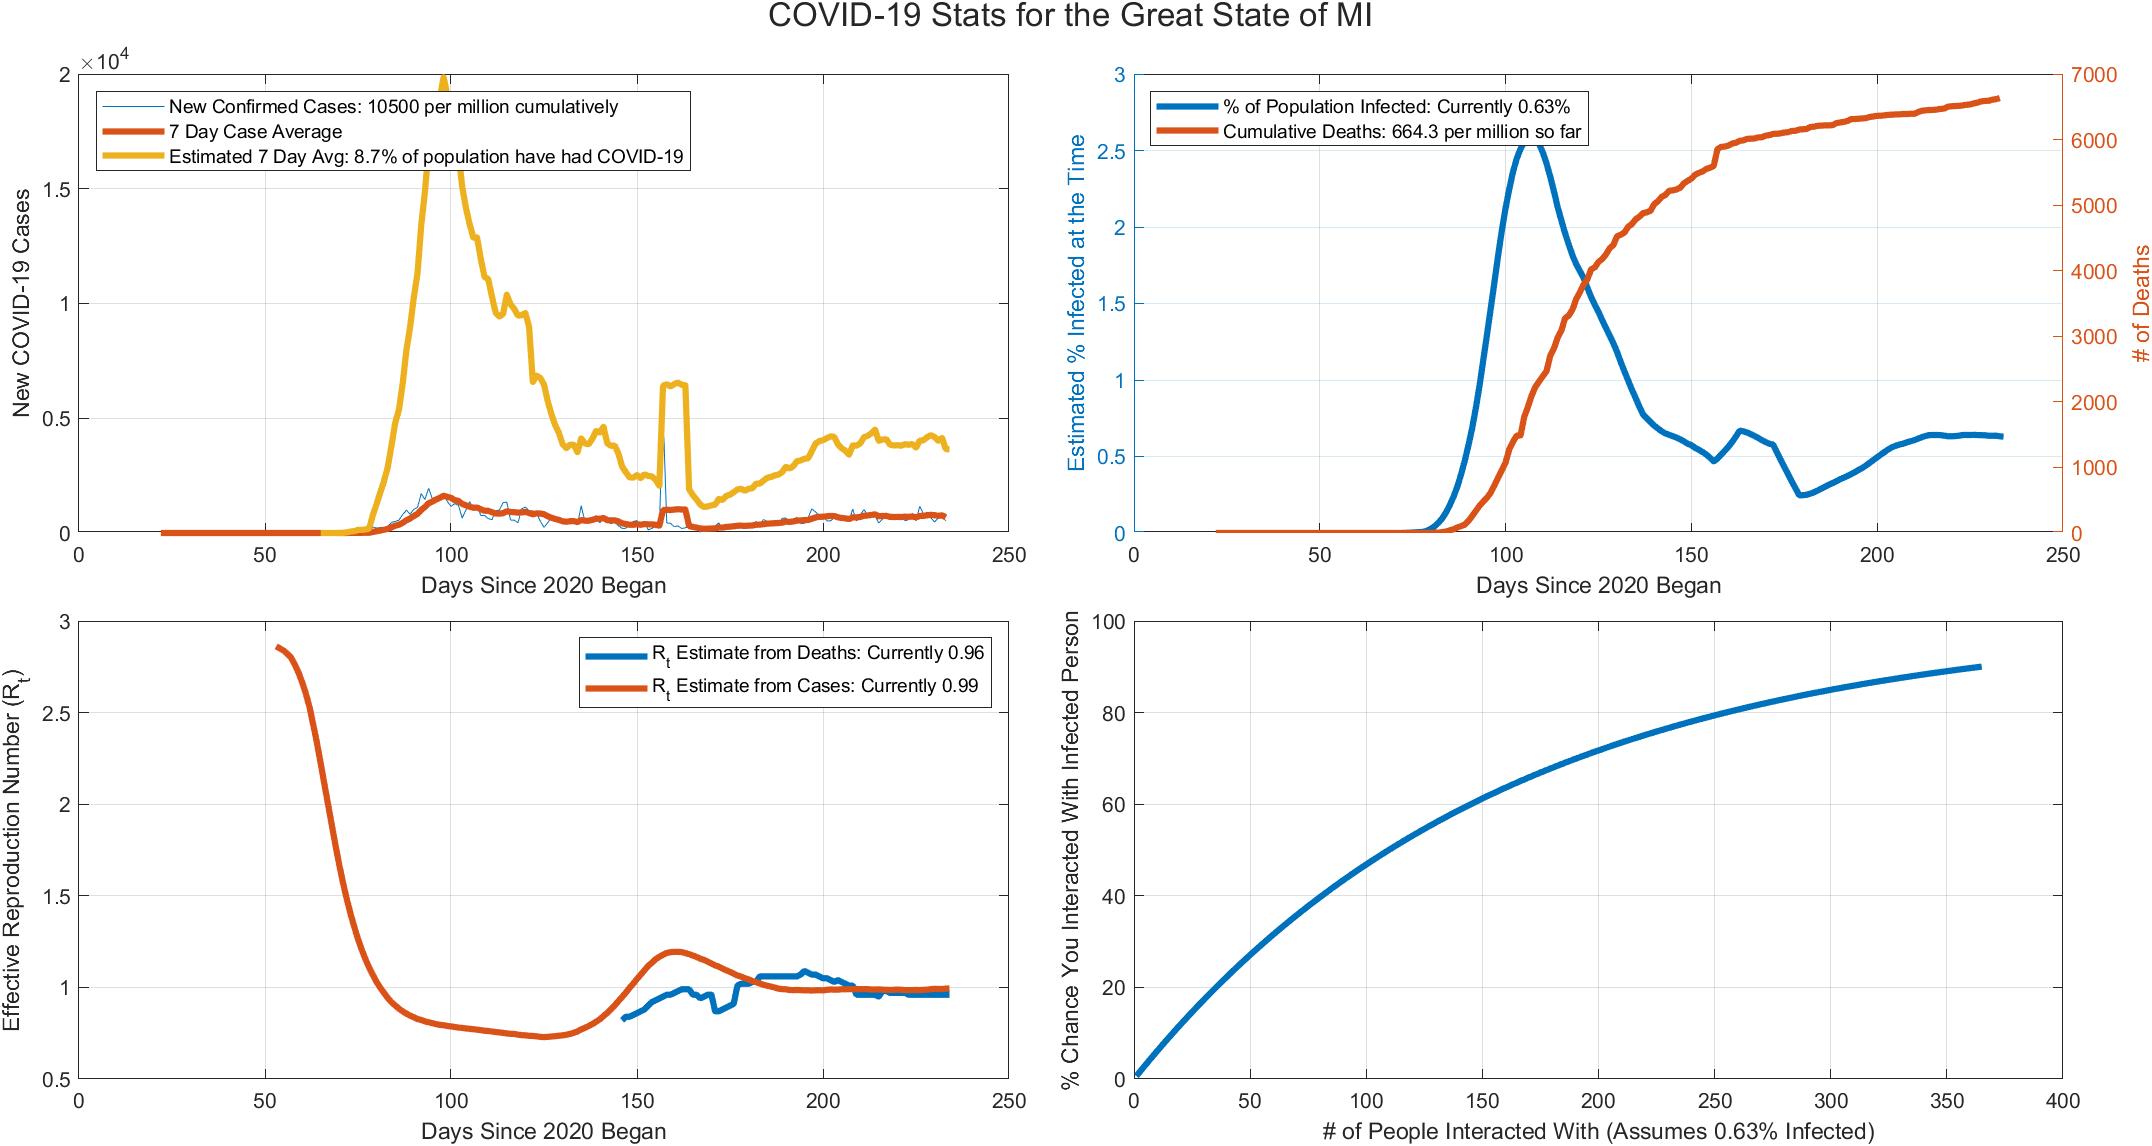 COVID-19 Stats for the Great State of MI
×10^4
2
1.5
1
0.5
0
New COVID-19 Cases
New Confirmed Cases: 10500 per million cumulatively
7 Day Case Average
Estimated 7 Day Avg: 8.7% of population have had COVID-19
0 50 100 150 200 250
Days Since 2020 Began
3
2.5
2
1.5
1
0.5
0
Estimated % Infected at the Time
% of Population Infected: Currently 0.63%
Cumulative Deaths: 664.3 per million so far
7000
6000
5000
4000
3000
2000
1000
0
# of Deaths
0 50 100 150 200 250
Days Since 2020 Began
3
2.5
2
1.5
1
0.5
Effective Reproduction Number (R_t)
R_t Estimate from Deaths: Currently 0.96
R_t Estimate from Cases: Currently 0.99
0 50 100 150 200 250
Days Since 2020 Began
100
80
60
40
20
0
% Chance You Interacted With Infected Person
0 50 100 150 200 250 300 350 400
# of People Interacted With (Assumes 0.63% Infected)